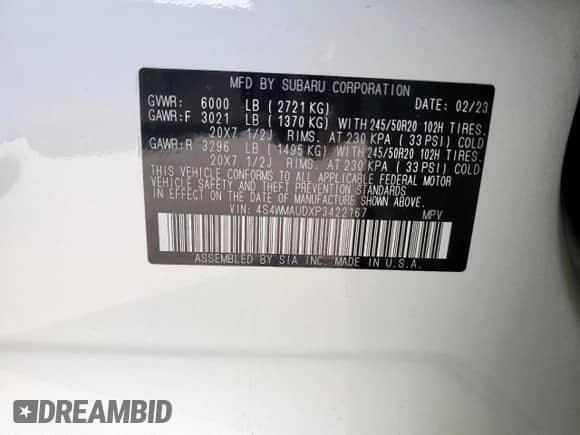 MFD BY SUBARU CORPORATION
GVWR: 6000 LB ( 2721 KG) DATE: 02/23
GAWR:F 3021 LB ( 1370 KG) WITH 245/50R20 102H TIRES.
20X7 1/2J RIMS. AT 230 KPA ( 33 PSI) COLD
GAWR:R 3296 LB ( 1495 KG) WITH 245/50R20 102H TIRES.
20X7 1/2J RIMS. AT 230 KPA ( 33 PSI) COLD
THIS VEHICLE CONFORMS TO ALL APPLICABLE FEDERAL MOTOR
VEHICLE SAFETY AND THEFT PREVENTION STANDARDS
IN EFFECT ON THE DATE OF MANUFACTURE SHOWN ABOVE.
VIN: 4S4WMAUDXP3422167 MPV
ASSEMBLED BY SIA INC. MADE IN U.S.A.
DREAMBID